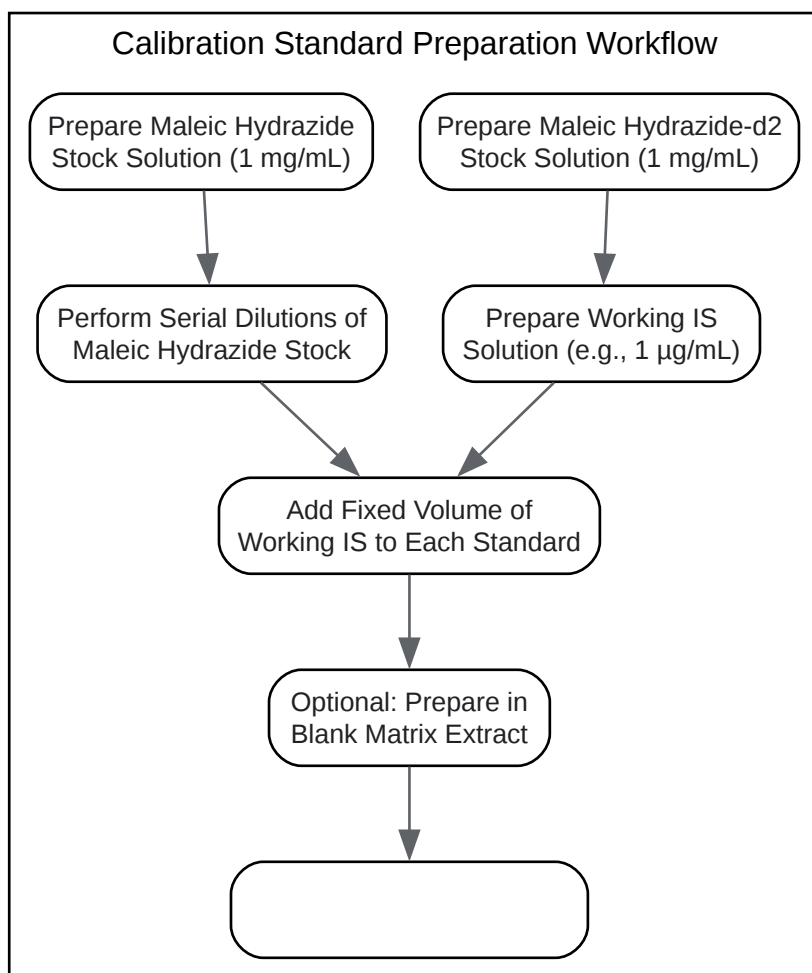 Calibration Standard Preparation Workflow
Prepare Maleic Hydrazide
Stock Solution (1 mg/mL)
Prepare Maleic Hydrazide-d2
Stock Solution (1 mg/mL)
Perform Serial Dilutions of
Maleic Hydrazide Stock
Prepare Working IS
Solution (e.g., 1 µg/mL)
Add Fixed Volume of
Working IS to Each Standard
Optional: Prepare in
Blank Matrix Extract